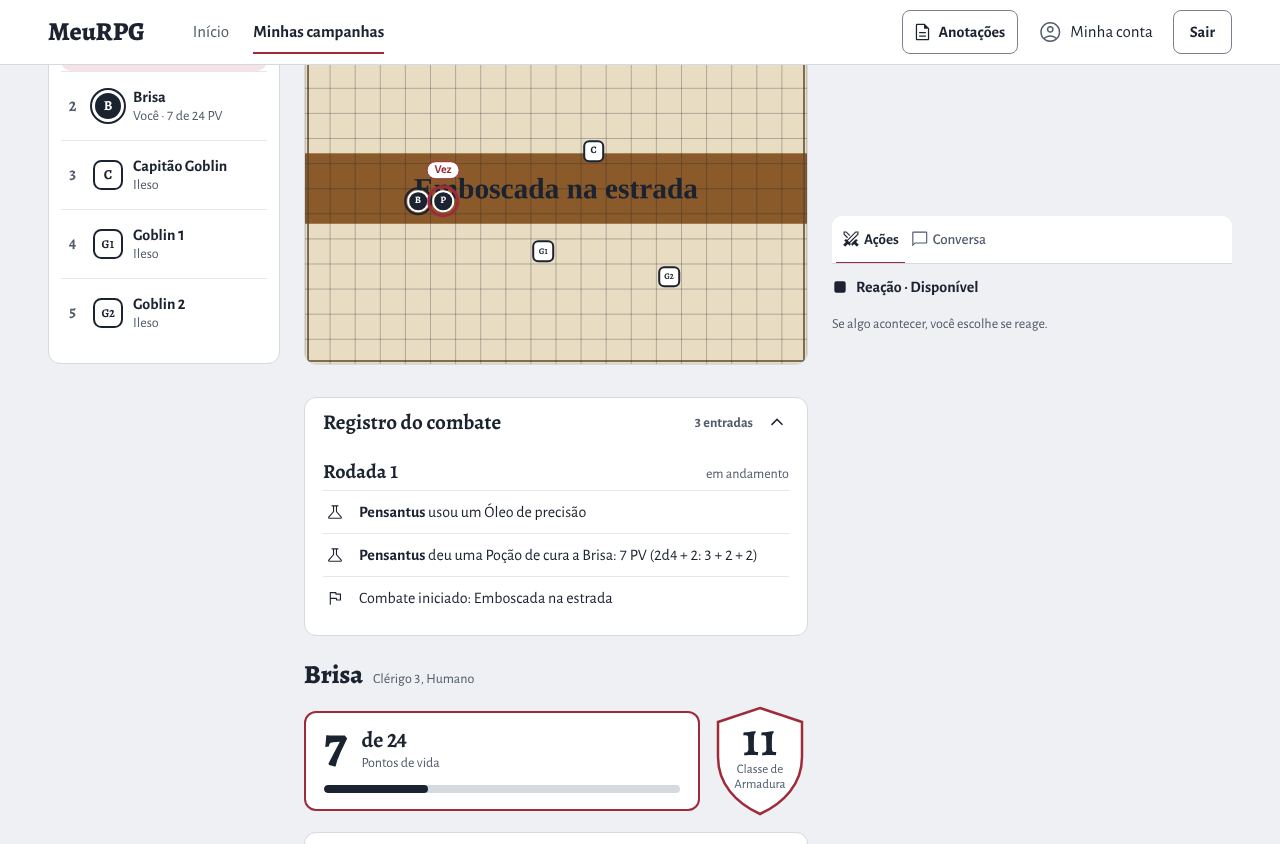 MeuRPG
Início
Minhas campanhas
Anotações
Minha conta
Sair
2
B
Brisa
Você · 7 de 24 PV
3
C
Capitão Goblin
Ileso
4
G1
Goblin 1
Ileso
5
G2
Goblin 2
Ileso
C
Vez
Emboscada na estrada
B
P
G1
G2
Ações
Conversa
Reação · Disponível
Se algo acontecer, você escolhe se reage.
Registro do combate
3 entradas
Rodada 1
em andamento
Pensantus usou um Óleo de precisão
Pensantus deu uma Poção de cura a Brisa: 7 PV (2d4 + 2: 3 + 2 + 2)
Combate iniciado: Emboscada na estrada
Brisa
Clérigo 3, Humano
7
de 24
Pontos de vida
11
Classe de
Armadura